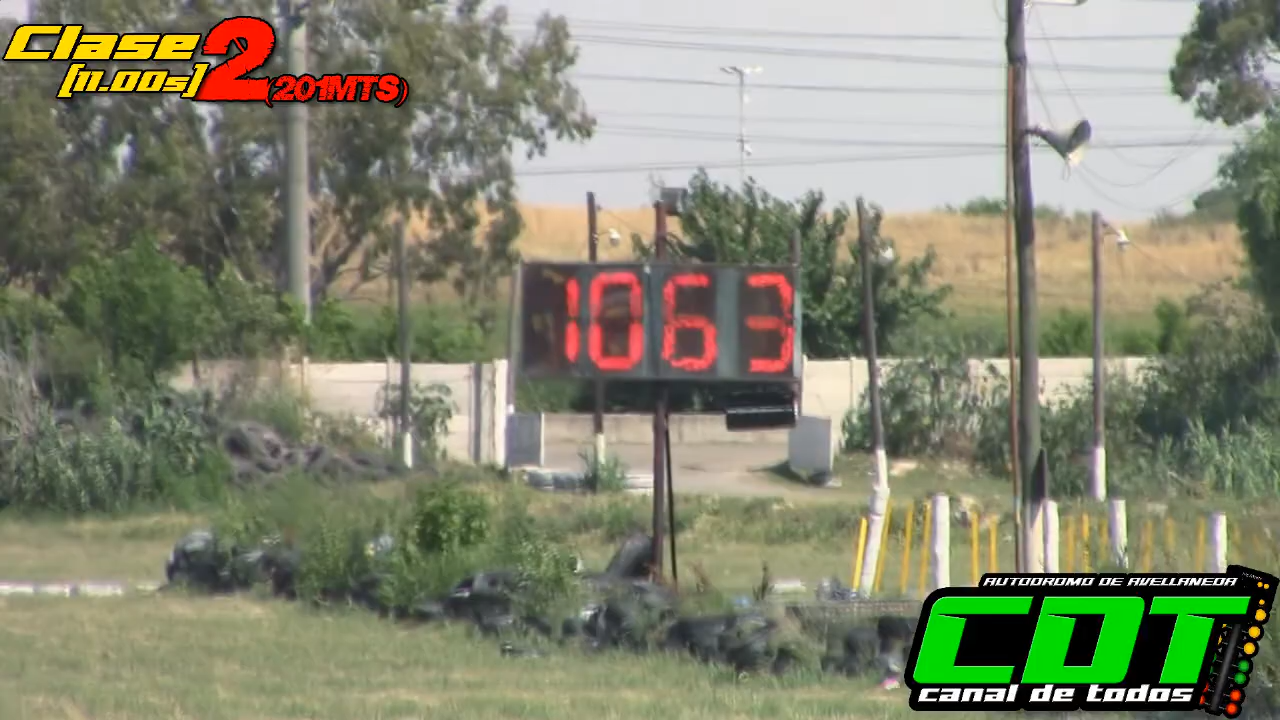 Clase 2
[11.00s] (201MTS)
1063
AUTODROMO DE AVELLANEDA
CDT
canal de todos